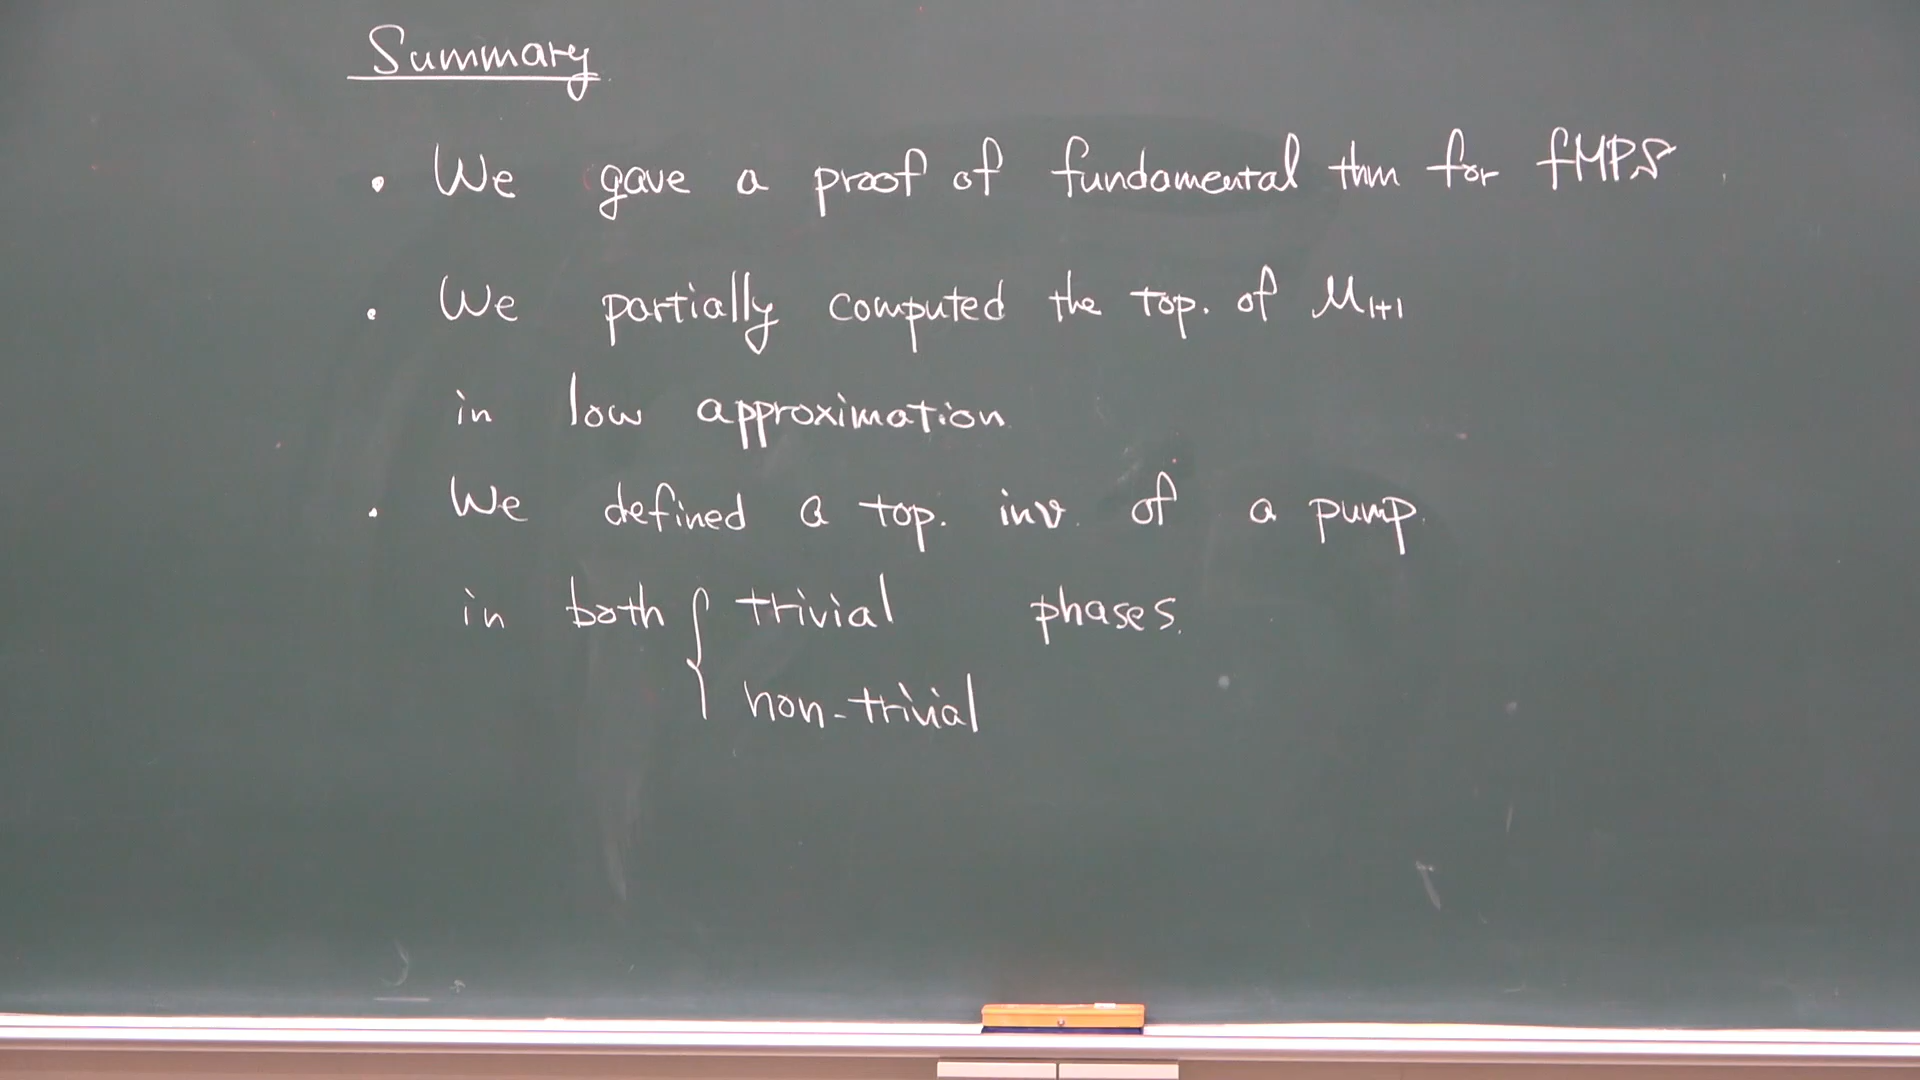 Summary
• We gave a proof of fundamental thm for fMPS
• We partially computed the top. of M1+1
in low approximation
• We defined a top. inv. of a pump
in both { trivial phases.
non-trivial